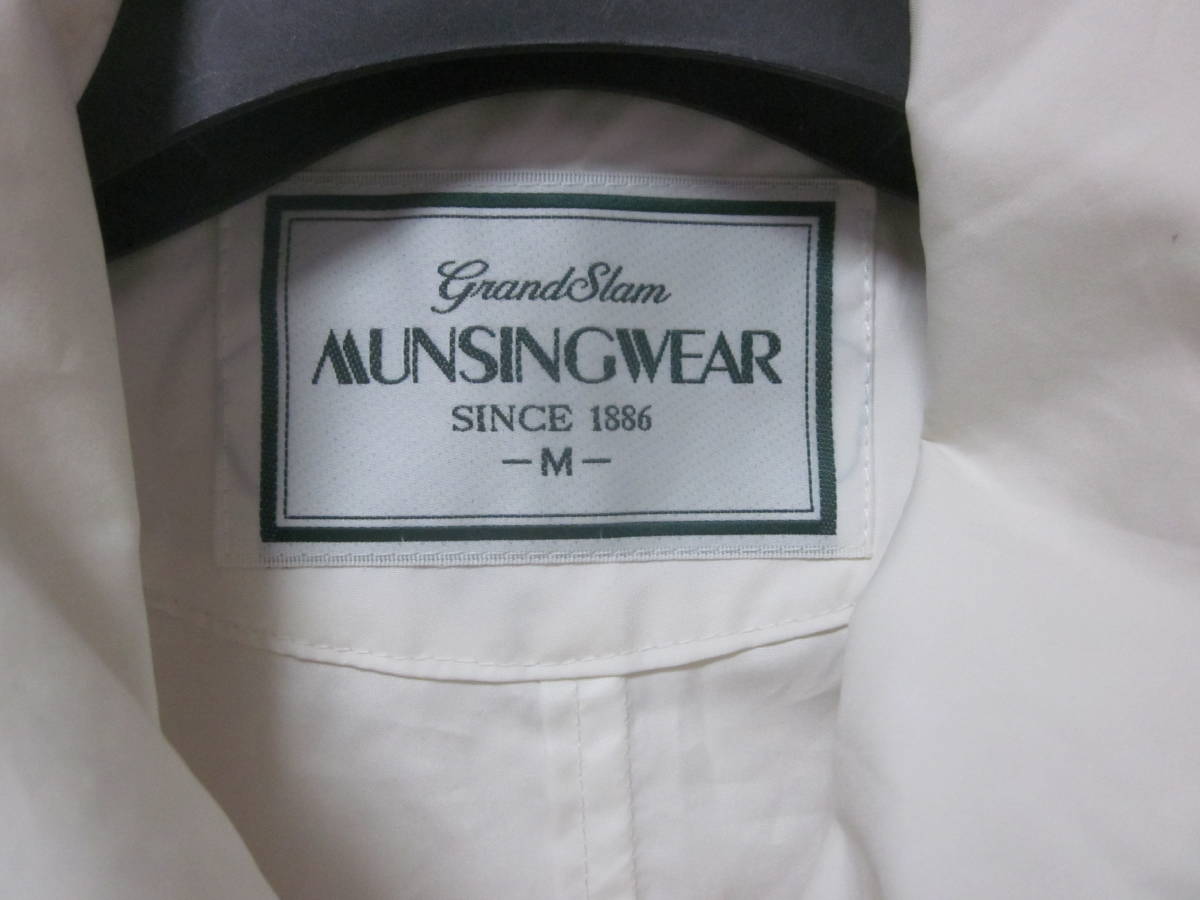 GrandSlam
MUNSINGWEAR
SINCE 1886
-M-